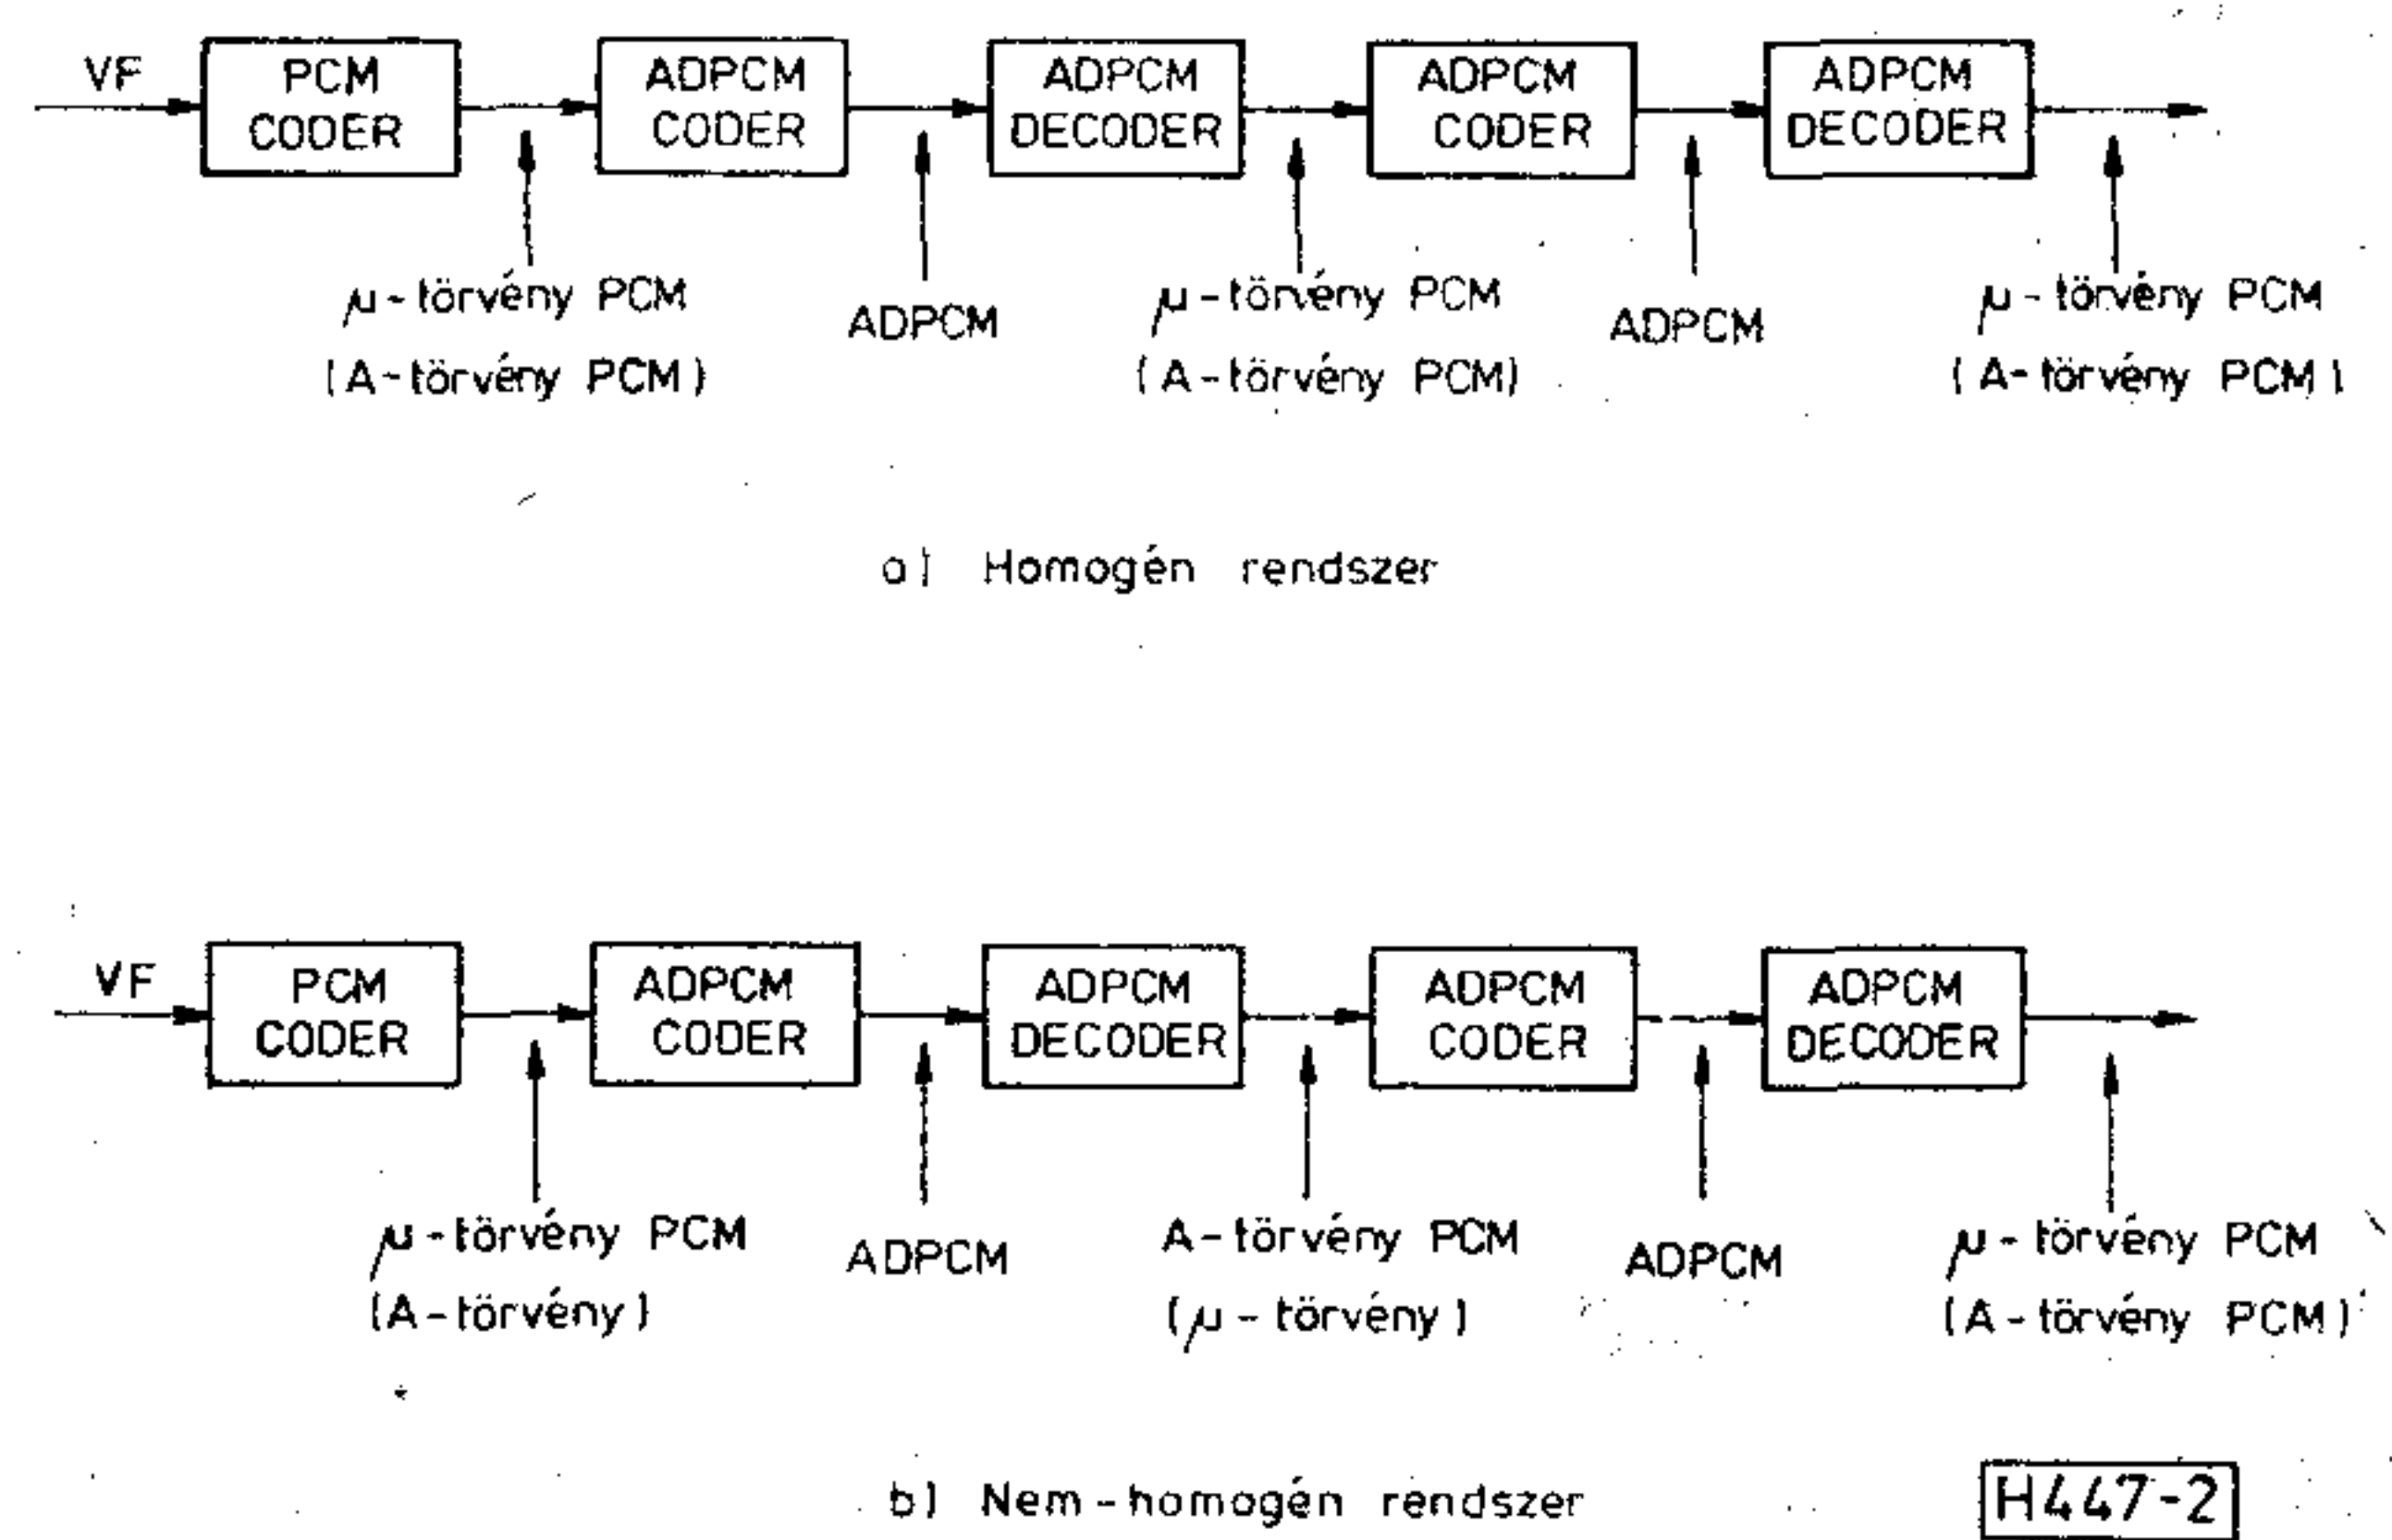 VF
PCM
CODER
ADPCM
CODER
ADPCM
DECODER
ADPCM
CODER
ADPCM
DECODER
μ-törvény PCM
(A-törvény PCM)
ADPCM
μ-törvény PCM
(A-törvény PCM)
ADPCM
μ-törvény PCM
(A-törvény PCM)
a) Homogén rendszer
VF
PCM
CODER
ADPCM
CODER
ADPCM
DECODER
ADPCM
CODER
ADPCM
DECODER
μ-törvény PCM
(A-törvény)
ADPCM
A-törvény PCM
(μ-törvény)
ADPCM
μ-törvény PCM
(A-törvény PCM)
b) Nem-homogén rendszer
H447-2